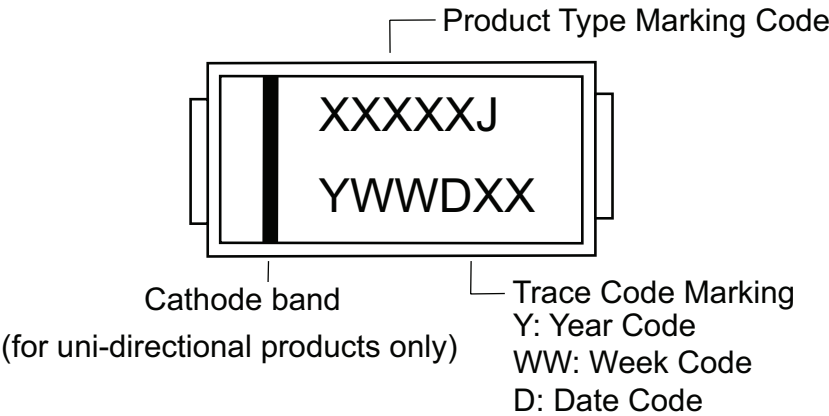 Product Type Marking Code
XXXXXJ
YWWDXX
Cathode band
(for uni-directional products only)
Trace Code Marking
Y: Year Code
WW: Week Code
D: Date Code